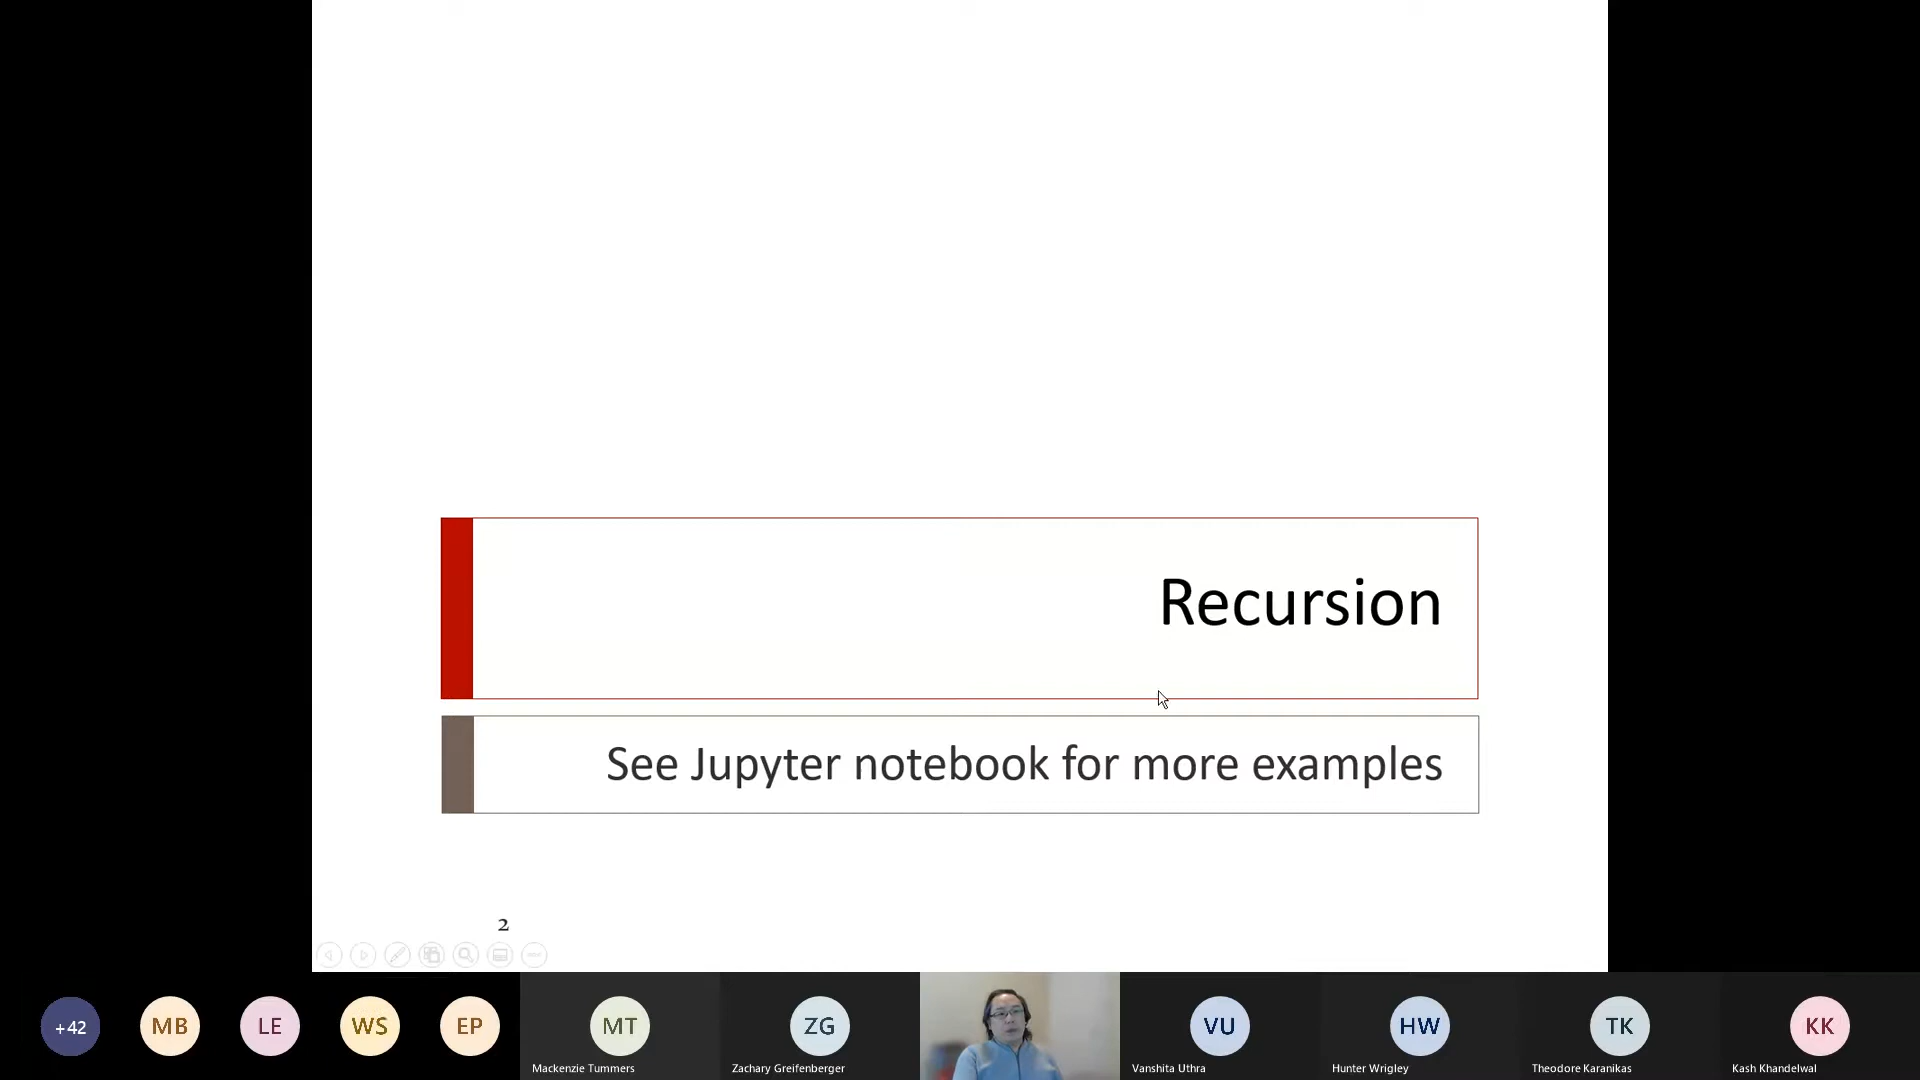 Recursion
See Jupyter notebook for more examples
2
+42
MB
LE
WS
EP
MT
ZG
VU
HW
TK
KK
Mackenzie Tummers
Zachary Greifenberger
Vanshita Uthra
Hunter Wrigley
Theodore Karanikas
Kash Khandelwal